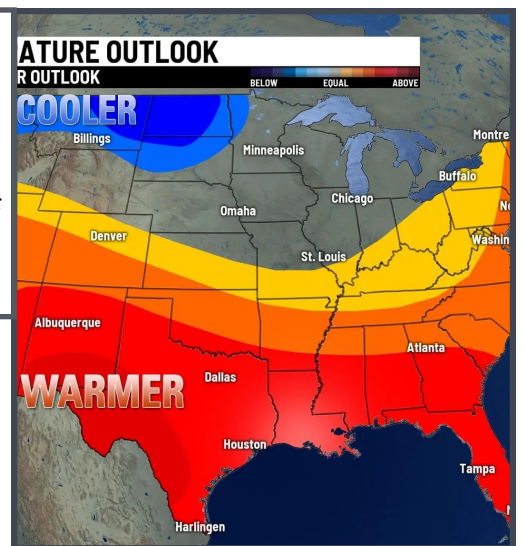 ATURE OUTLOOK
R OUTLOOK
BELOW EQUAL ABOVE
COOLER
Billings
Minneapolis
Montre
Buffalo
Chicago
Omaha
N
Denver
Washin
St. Louis
Albuquerque
Atlanta
WARMER
Dallas
Houston
Tampa
Harlingen